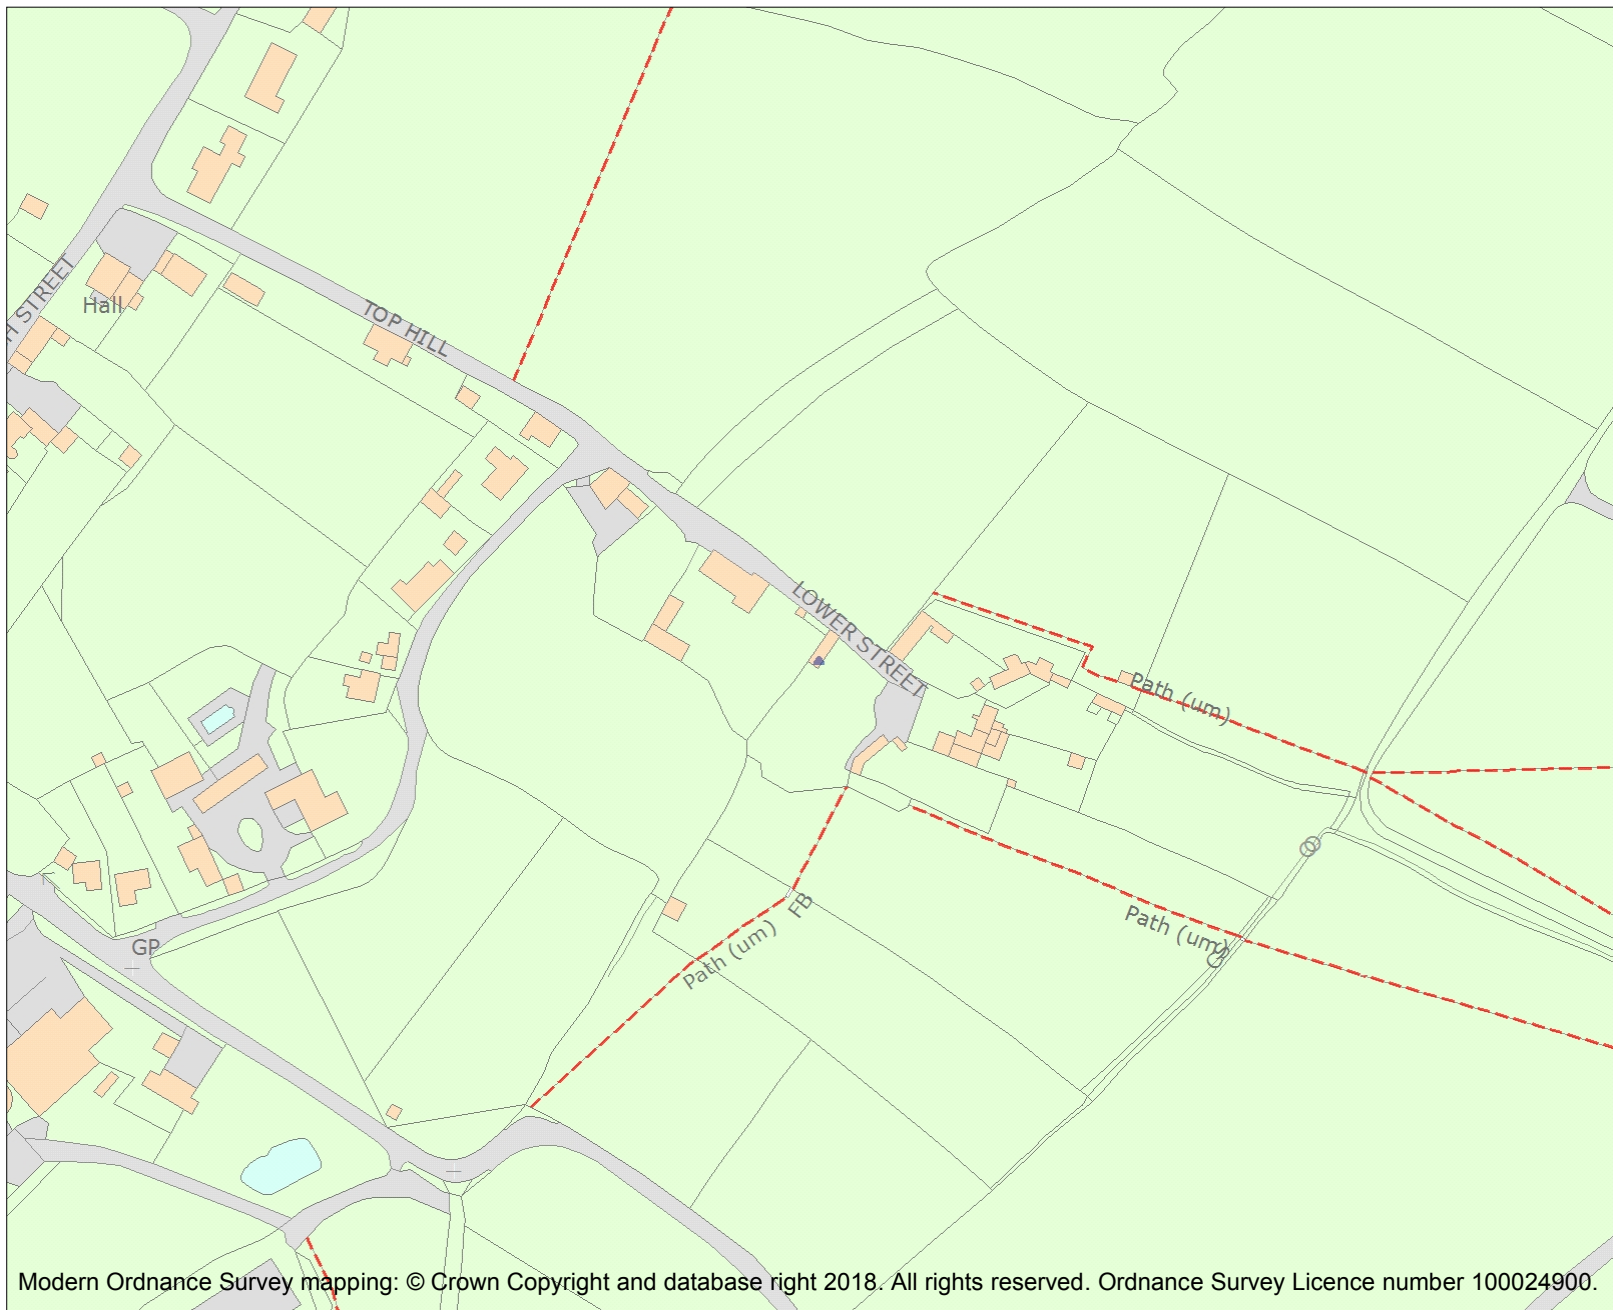 H STREET
Hall
TOP HILL
LOWER STREET
Path (um)
FB
Path (um)
Path (um)
GP
Modern Ordnance Survey mapping: © Crown Copyright and database right 2018. All rights reserved. Ordnance Survey Licence number 100024900.